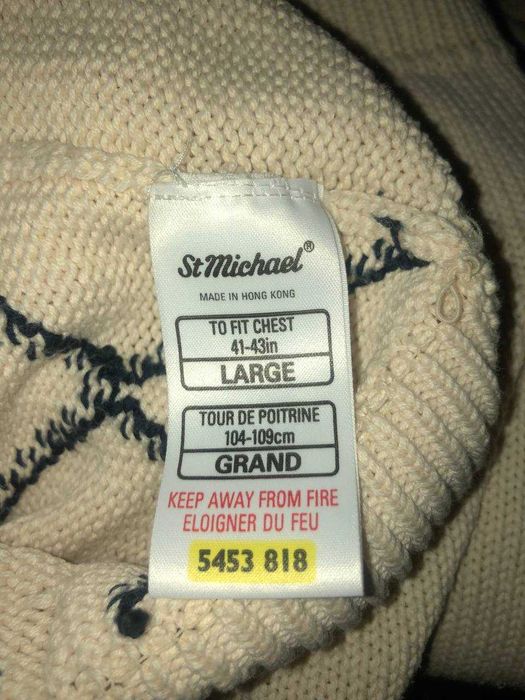 St Michael®
MADE IN HONG KONG
TO FIT CHEST
41-43in
LARGE
TOUR DE POITRINE
104-109cm
GRAND
KEEP AWAY FROM FIRE
ELOIGNER DU FEU
5453 818